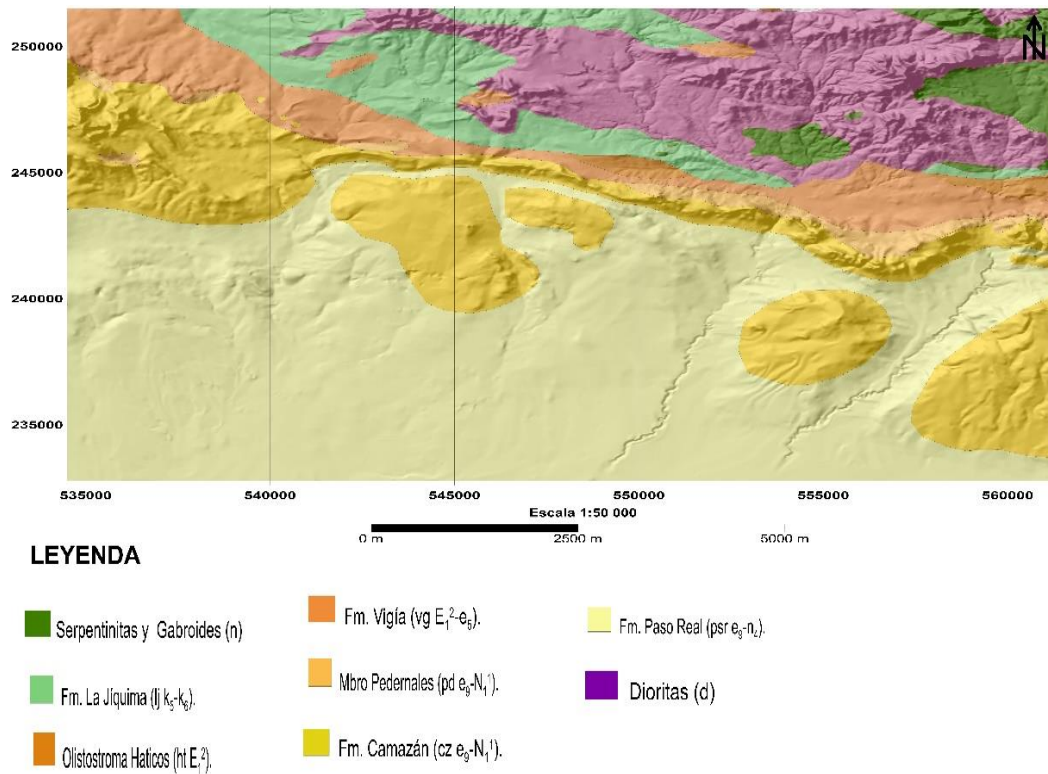 250000
N
245000
240000
235000
535000 540000 545000 550000 555000 560000
Escala 1:50 000
0 m 2500 m 5000 m
LEYENDA
Serpentinitas y Gabroides (n)
Fm. La Jíquima (lj k₅-k₆).
Olistostroma Haticos (ht E₁²).
Fm. Vigía (vg E₁²-e₅).
Mbro Pedernales (pd e₉-N₁¹).
Fm. Camazán (cz e₉-N₁¹).
Fm. Paso Real (psr e₉-n₄).
Dioritas (d)